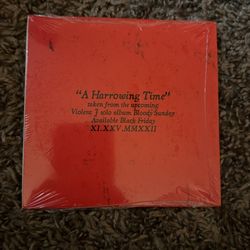 "A Harrowing Time"
taken from the upcoming
Violent J solo album Bloody Sunday
Available Black Friday
XI.XXV.MMXXII